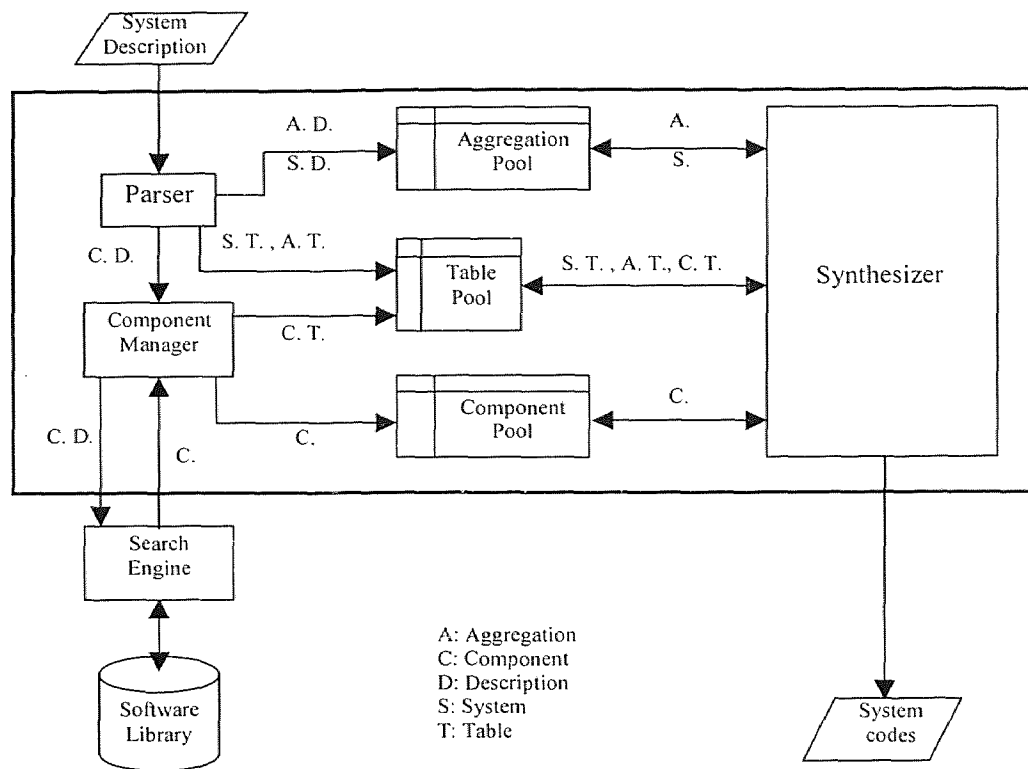 System
Description
A. D.
S. D.
Aggregation
Pool
A.
S.
Parser
C. D.
S. T. , A. T.
Table
Pool
S. T. , A. T., C. T.
Synthesizer
Component
Manager
C. T.
C. D.
C.
C.
Component
Pool
C.
Search
Engine
Software
Library
A: Aggregation
C: Component
D: Description
S: System
T: Table
System
codes